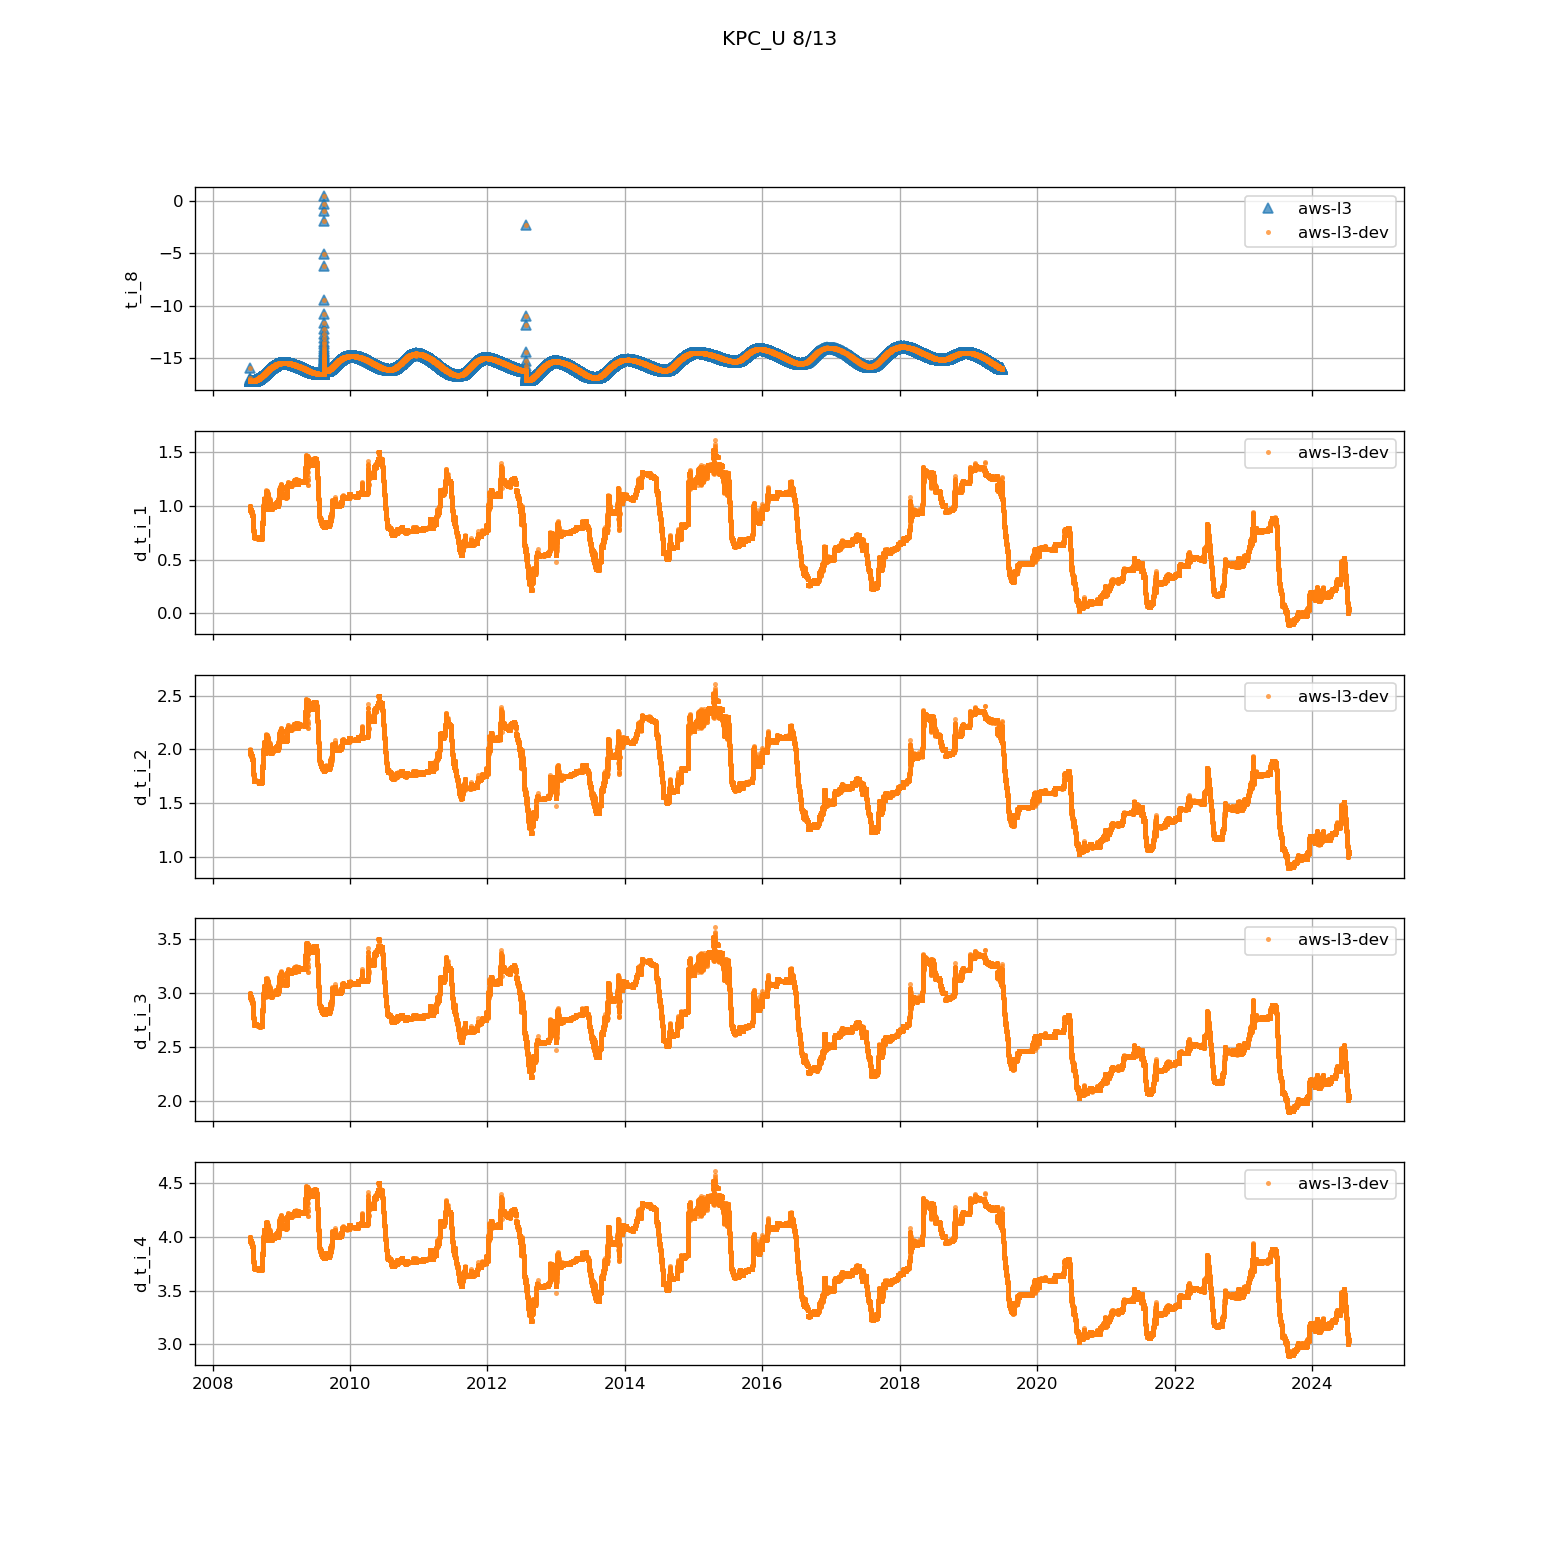 KPC_U 8/13
0
−5
−10
−15
t_i_8
aws-l3
aws-l3-dev
1.5
1.0
0.5
0.0
d_t_i_1
aws-l3-dev
2.5
2.0
1.5
1.0
d_t_i_2
aws-l3-dev
3.5
3.0
2.5
2.0
d_t_i_3
aws-l3-dev
4.5
4.0
3.5
3.0
d_t_i_4
aws-l3-dev
2008 2010 2012 2014 2016 2018 2020 2022 2024